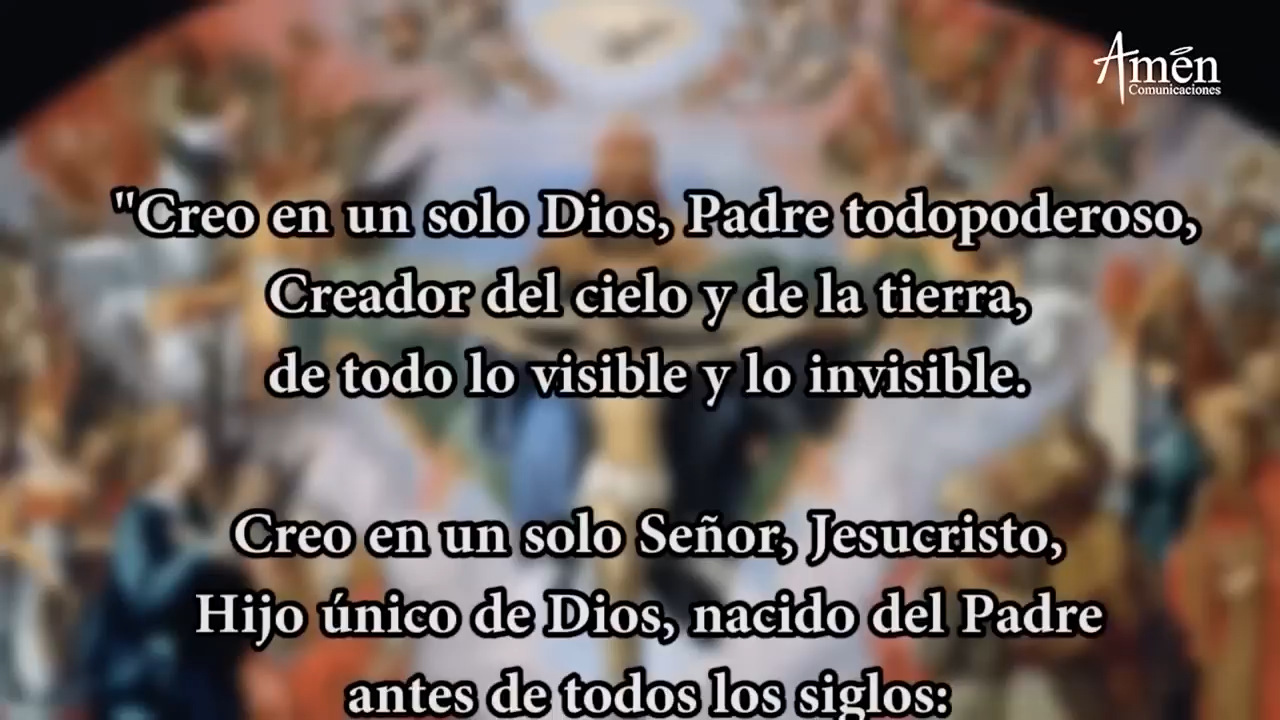 Amén
Comunicaciones
"Creo en un solo Dios, Padre todopoderoso,
Creador del cielo y de la tierra,
de todo lo visible y lo invisible.
Creo en un solo Señor, Jesucristo,
Hijo único de Dios, nacido del Padre
antes de todos los siglos: